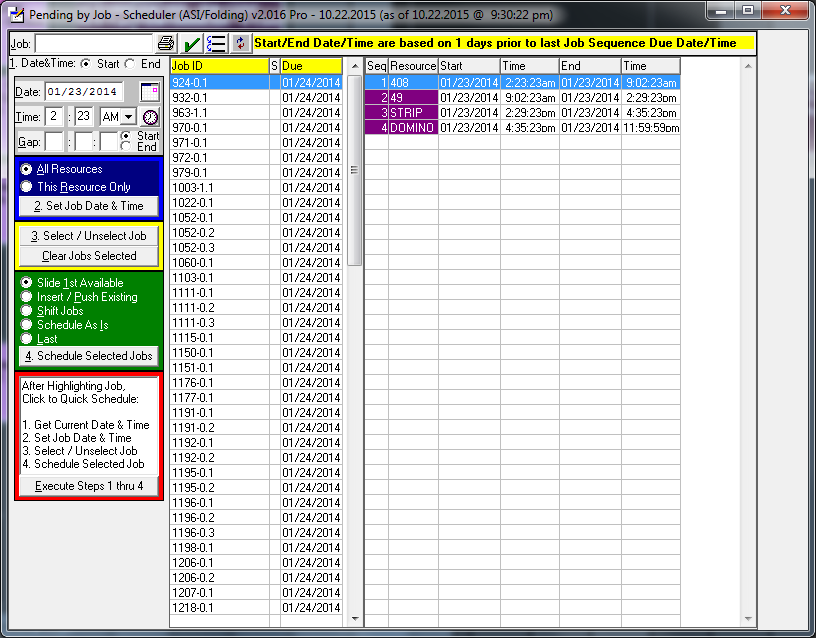 Pending by Job - Scheduler (ASI/Folding) v2.016 Pro - 10.22.2015 (as of 10.22.2015 @ 9:30:22 pm)
Job:
Start/End Date/Time are based on 1 days prior to last Job Sequence Due Date/Time
1. Date&Time: Start End
Date: 01/23/2014
Time: 2 : 23 AM
Gap: : Start
End
All Resources
This Resource Only
2. Set Job Date & Time
3. Select / Unselect Job
Clear Jobs Selected
Slide 1st Available
Insert / Push Existing
Shift Jobs
Schedule As Is
Last
4. Schedule Selected Jobs
After Highlighting Job,
Click to Quick Schedule:
1. Get Current Date & Time
2. Set Job Date & Time
3. Select / Unselect Job
4. Schedule Selected Job
Execute Steps 1 thru 4
Job ID S Due
924-0.1 01/24/2014
932-0.1 01/24/2014
963-1.1 01/24/2014
970-0.1 01/24/2014
971-0.1 01/24/2014
972-0.1 01/24/2014
979-0.1 01/24/2014
1003-1.1 01/24/2014
1022-0.1 01/24/2014
1052-0.1 01/24/2014
1052-0.2 01/24/2014
1052-0.3 01/24/2014
1060-0.1 01/24/2014
1103-0.1 01/24/2014
1111-0.1 01/24/2014
1111-0.2 01/24/2014
1111-0.3 01/24/2014
1115-0.1 01/24/2014
1150-0.1 01/24/2014
1151-0.1 01/24/2014
1176-0.1 01/24/2014
1177-0.1 01/24/2014
1191-0.1 01/24/2014
1191-0.2 01/24/2014
1192-0.1 01/24/2014
1192-0.2 01/24/2014
1195-0.1 01/24/2014
1195-0.2 01/24/2014
1196-0.1 01/24/2014
1196-0.2 01/24/2014
1196-0.3 01/24/2014
1198-0.1 01/24/2014
1206-0.1 01/24/2014
1206-0.2 01/24/2014
1207-0.1 01/24/2014
1218-0.1 01/24/2014
Seq Resource Start Time End Time
1 408 01/23/2014 2:23:23am 01/23/2014 9:02:23am
2 49 01/23/2014 9:02:23am 01/23/2014 2:29:23pm
3 STRIP 01/23/2014 2:29:23pm 01/23/2014 4:35:23pm
4 DOMINO 01/23/2014 4:35:23pm 01/23/2014 11:59:59pm